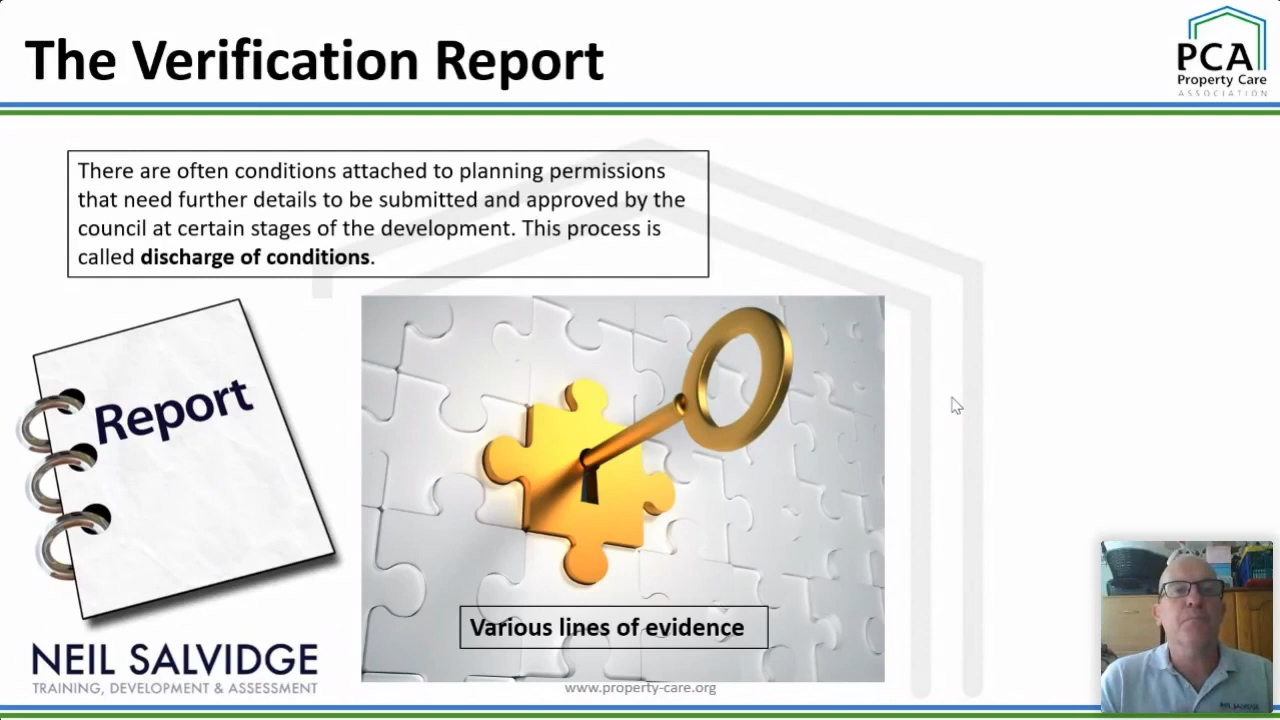 The Verification Report
PCA
Property Care
ASSOCIATION
There are often conditions attached to planning permissions
that need further details to be submitted and approved by the
council at certain stages of the development. This process is
called discharge of conditions.
Report
Various lines of evidence
NEIL SALVIDGE
TRAINING, DEVELOPMENT & ASSESSMENT
www.property-care.org
NEIL SALVIDGE